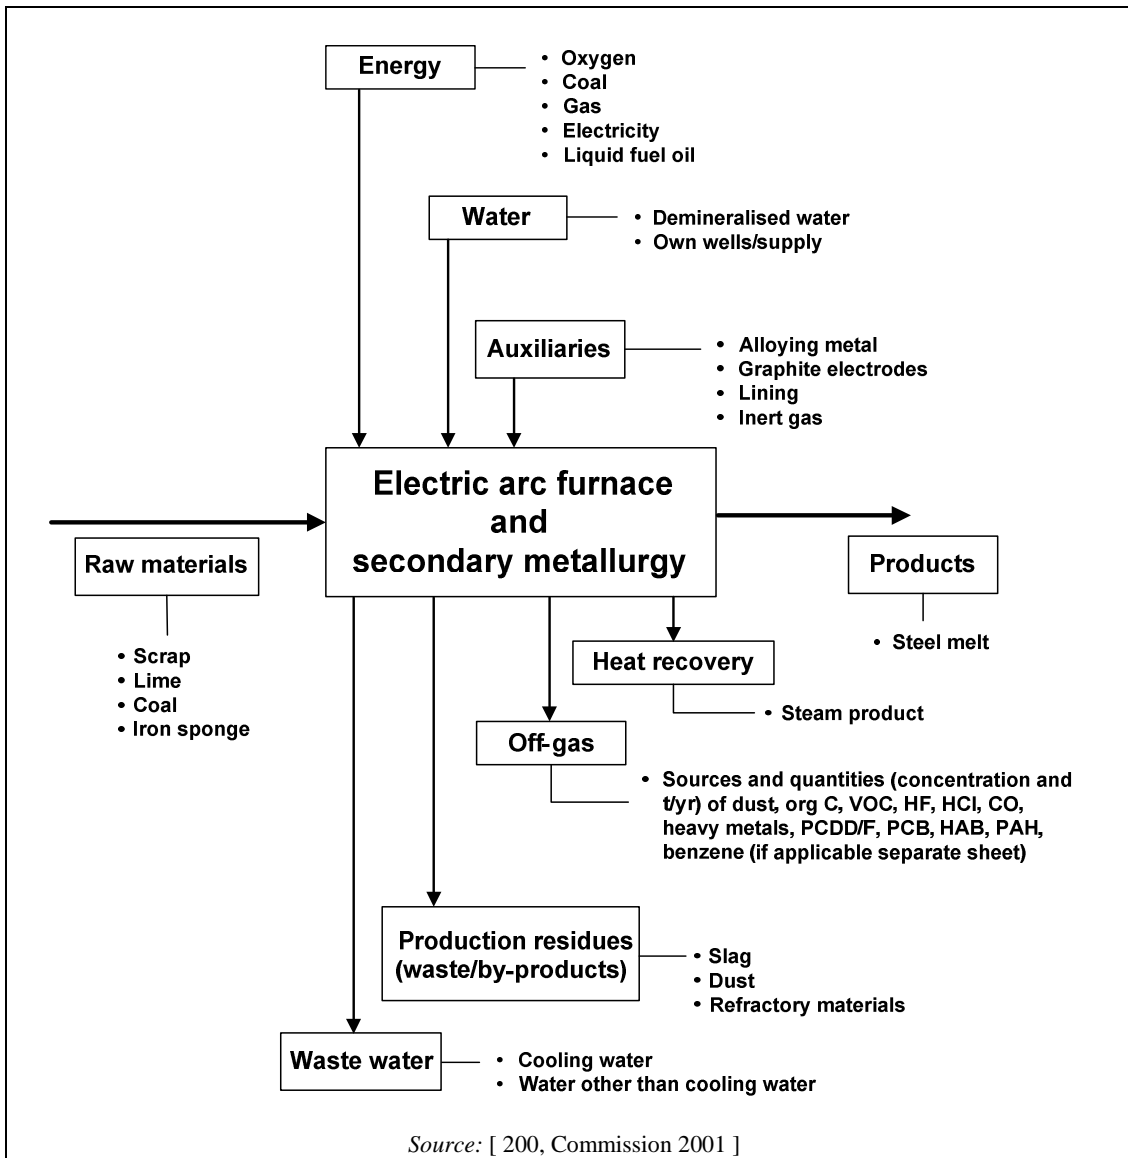 Energy
• Oxygen
• Coal
• Gas
• Electricity
• Liquid fuel oil
Water
• Demineralised water
• Own wells/supply
Auxiliaries
• Alloying metal
• Graphite electrodes
• Lining
• Inert gas
Electric arc furnace
and
secondary metallurgy
Raw materials
• Scrap
• Lime
• Coal
• Iron sponge
Products
• Steel melt
Heat recovery
• Steam product
Off-gas
• Sources and quantities (concentration and
t/yr) of dust, org C, VOC, HF, HCl, CO,
heavy metals, PCDD/F, PCB, HAB, PAH,
benzene (if applicable separate sheet)
Production residues
(waste/by-products)
• Slag
• Dust
• Refractory materials
Waste water
• Cooling water
• Water other than cooling water
Source: [ 200, Commission 2001 ]